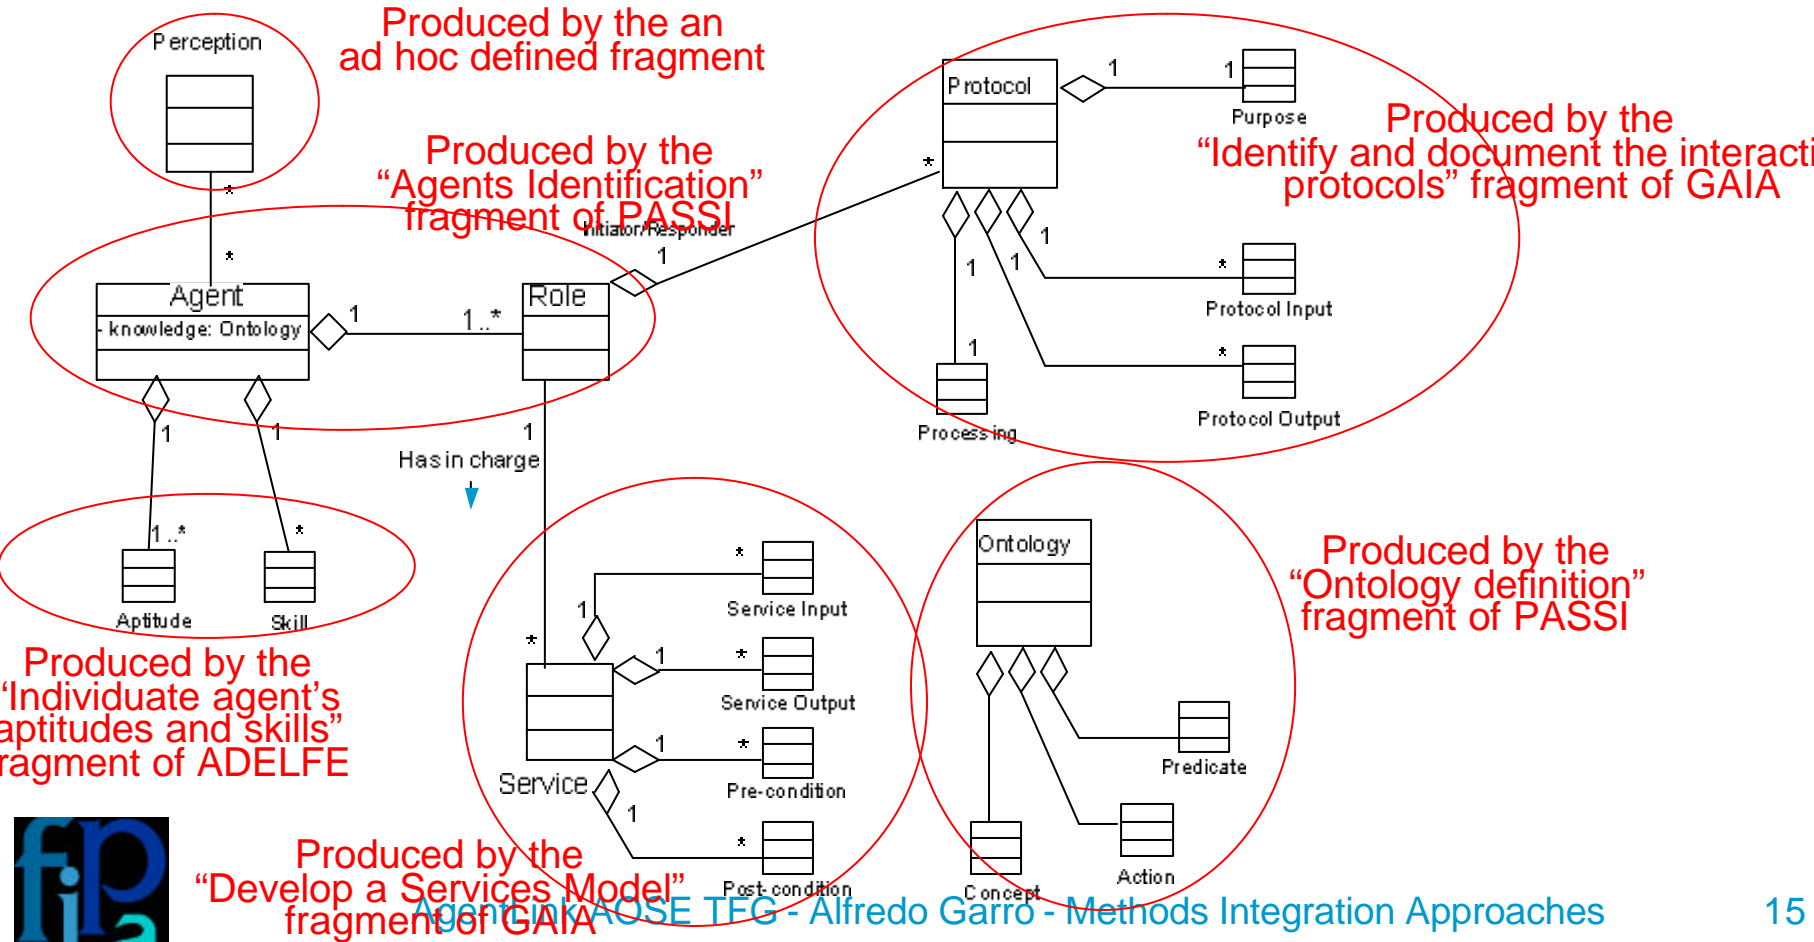 Produced by the an
ad hoc defined fragment
Perception
*
*
Produced by the
“Agents Identification”
fragment of PASSI
Initiator/Responder
1
*
Protocol
1
1
Purpose
Produced by the
“Identify and document the interacti
protocols” fragment of GAIA
1
*
Protocol Input
1
*
Protocol Output
1
1
Processing
Agent
- knowledge: Ontology
1
1..*
Role
1
1
1..*
*
Aptitude
Skill
Produced by the
“Individuate agent’s
aptitudes and skills”
fragment of ADELFE
1
Has in charge
*
Service
1
*
Service Input
1
*
Service Output
1
*
Pre-condition
1
*
Post-condition
Produced by the
“Develop a Services Model”
fragment of GAIA
Ontology
Predicate
Action
Concept
Produced by the
“Ontology definition”
fragment of PASSI
fipa
AgentLink AOSE TFG - Alfredo Garro - Methods Integration Approaches
15